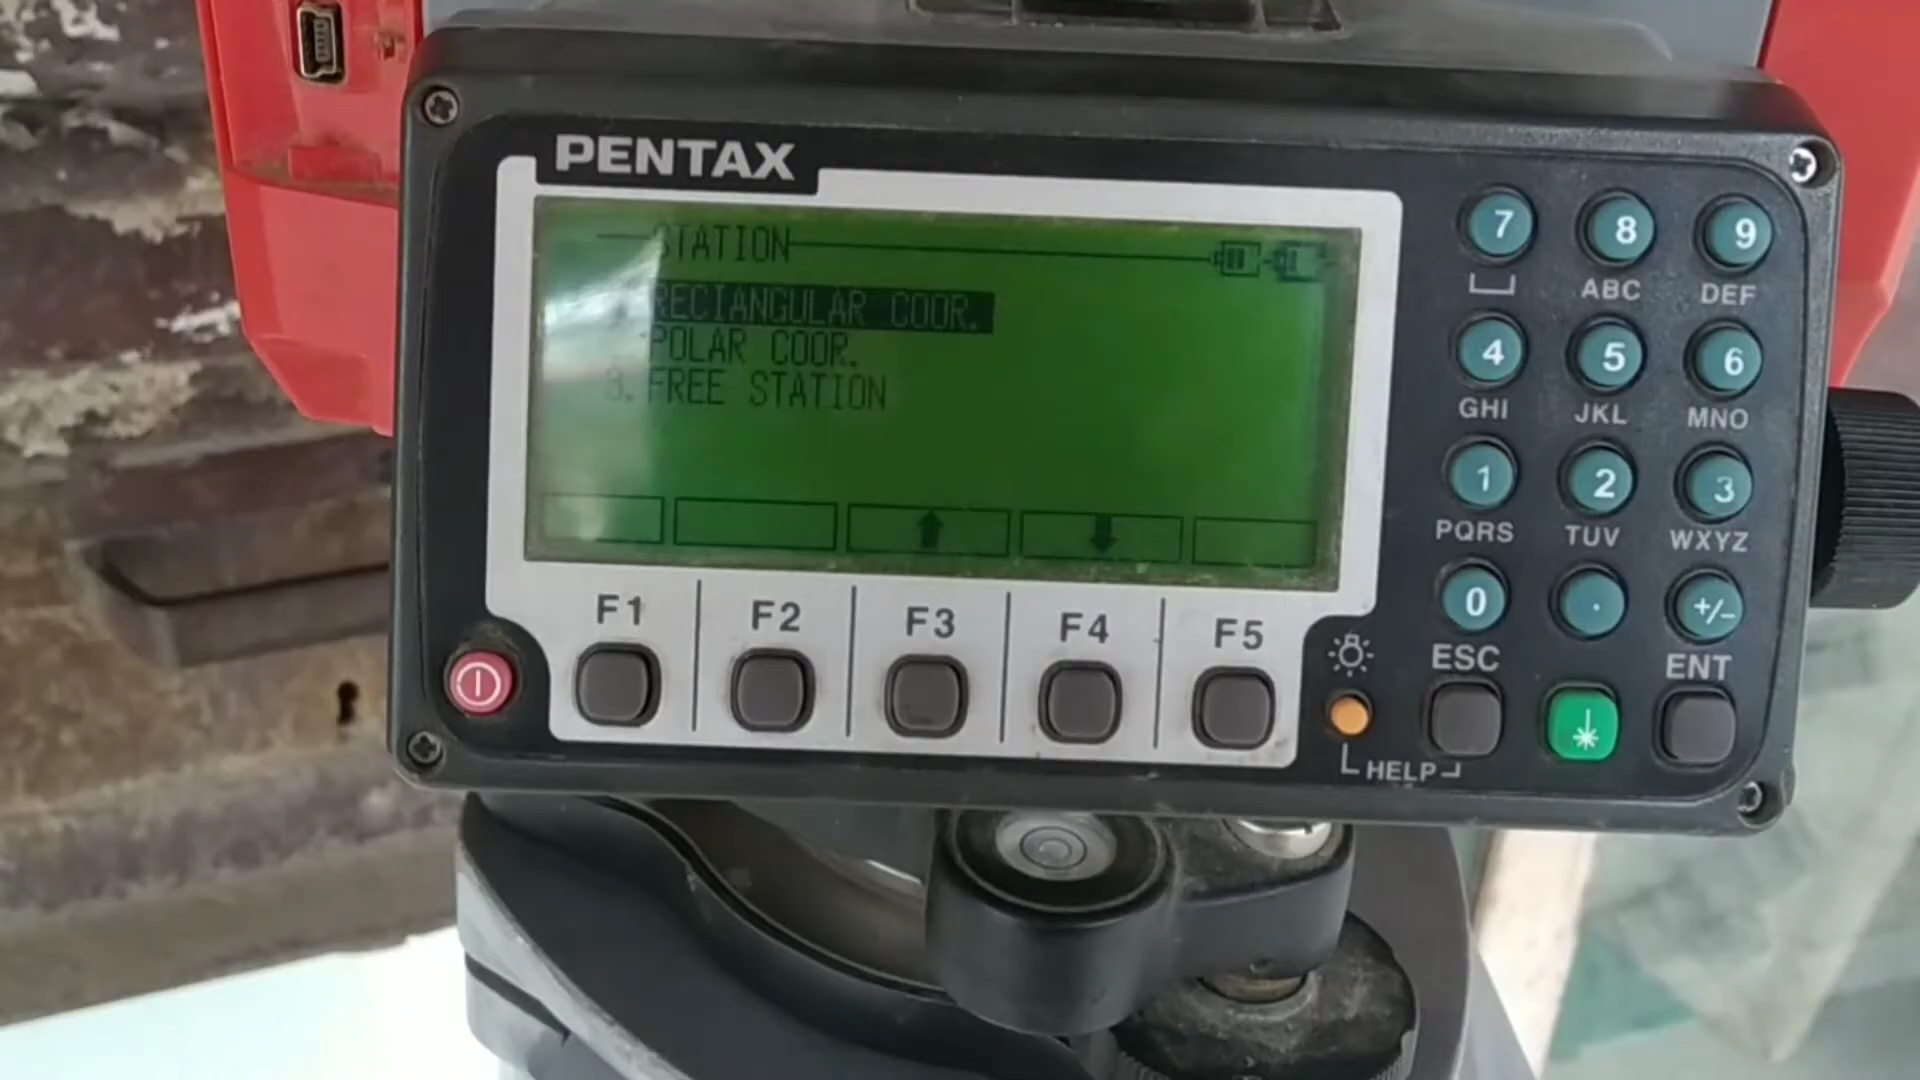 PENTAX
STATION
RECTANGULAR COOR.
POLAR COOR.
3. FREE STATION
F1 F2 F3 F4 F5
7 8 9
ABC DEF
4 5 6
GHI JKL MNO
1 2 3
PQRS TUV WXYZ
0 . +/-
ESC ENT
HELP